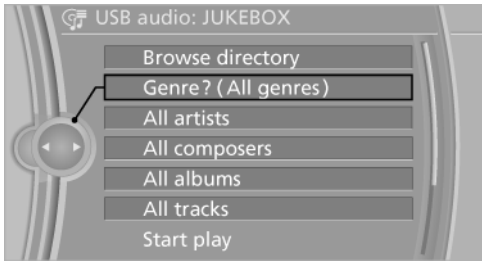 USB audio: JUKEBOX
Browse directory
Genre? (All genres)
All artists
All composers
All albums
All tracks
Start play